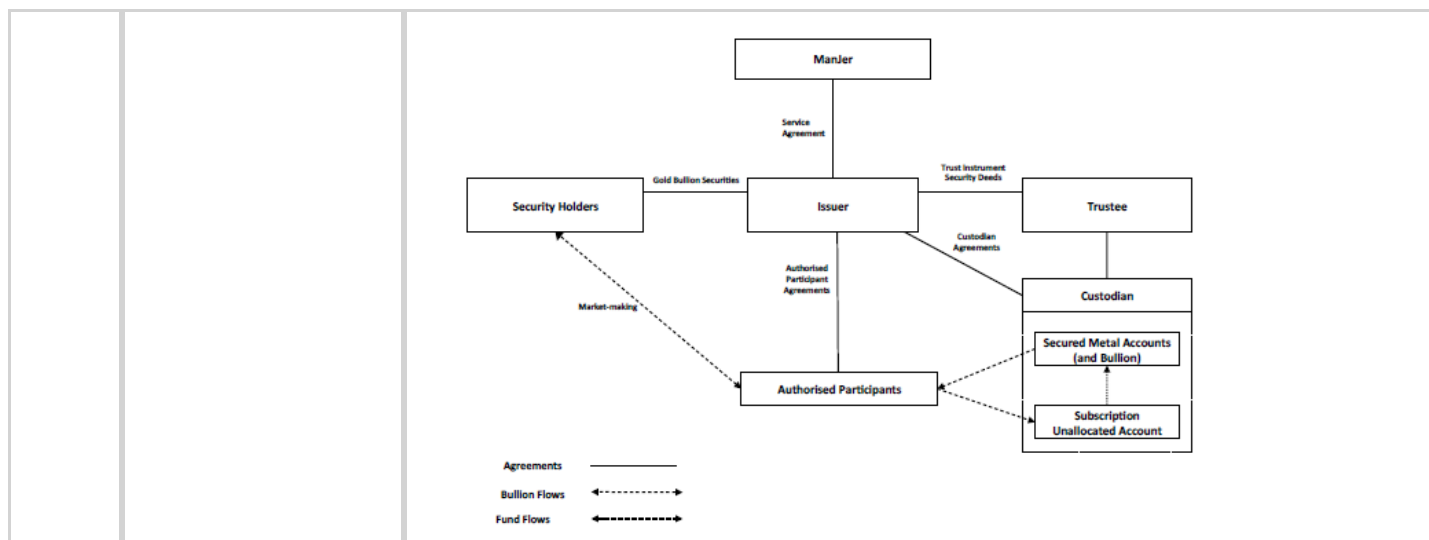 ManJer
Service
Agreement
Trust Instrument
Security Deeds
Gold Bullion Securities
Security Holders
Issuer
Trustee
Custodian
Agreements
Authorised
Participant
Agreements
Custodian
Market-making
Secured Metal Accounts
(and Bullion)
Authorised Participants
Subscription
Unallocated Account
Agreements
Bullion Flows
Fund Flows